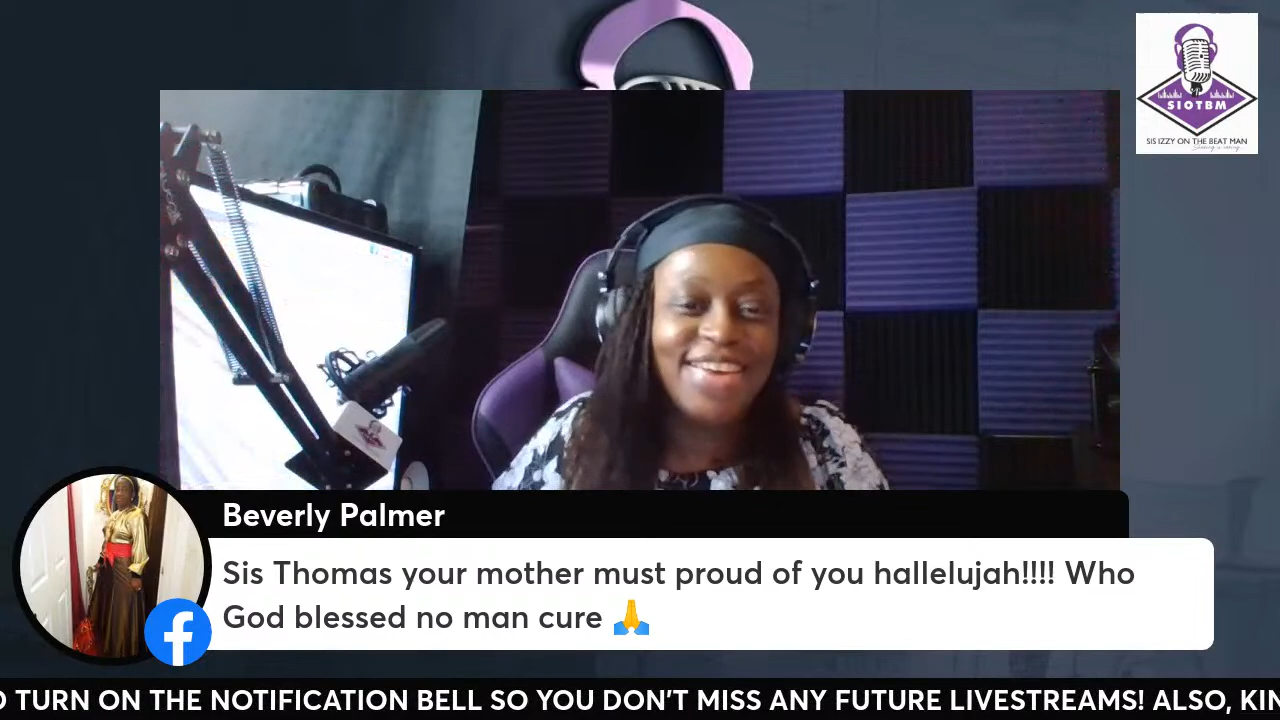 SIOTBM
SIS IZZY ON THE BEAT MAN
Beverly Palmer
Sis Thomas your mother must proud of you hallelujah!!!! Who
God blessed no man cure 🙏
TURN ON THE NOTIFICATION BELL SO YOU DON'T MISS ANY FUTURE LIVESTREAMS! ALSO,